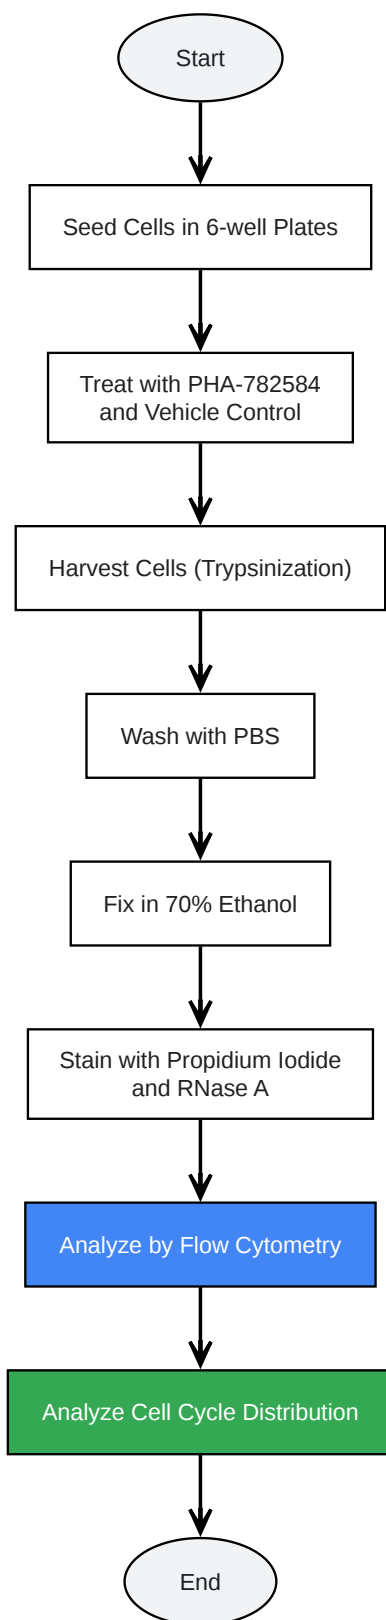 Start
Seed Cells in 6-well Plates
Treat with PHA-782584
and Vehicle Control
Harvest Cells (Trypsinization)
Wash with PBS
Fix in 70% Ethanol
Stain with Propidium Iodide
and RNase A
Analyze by Flow Cytometry
Analyze Cell Cycle Distribution
End